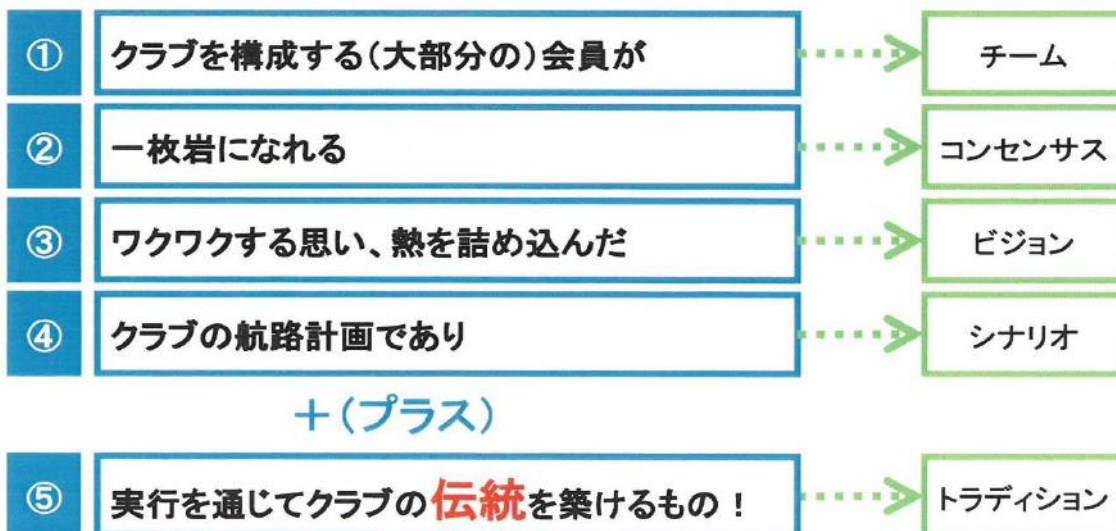 ① クラブを構成する(大部分の)会員が チーム
② 一枚岩になれる コンセンサス
③ ワクワクする思い、熱を詰め込んだ ビジョン
④ クラブの航路計画であり シナリオ
+(プラス)
⑤ 実行を通じてクラブの伝統を築けるもの! トラディション